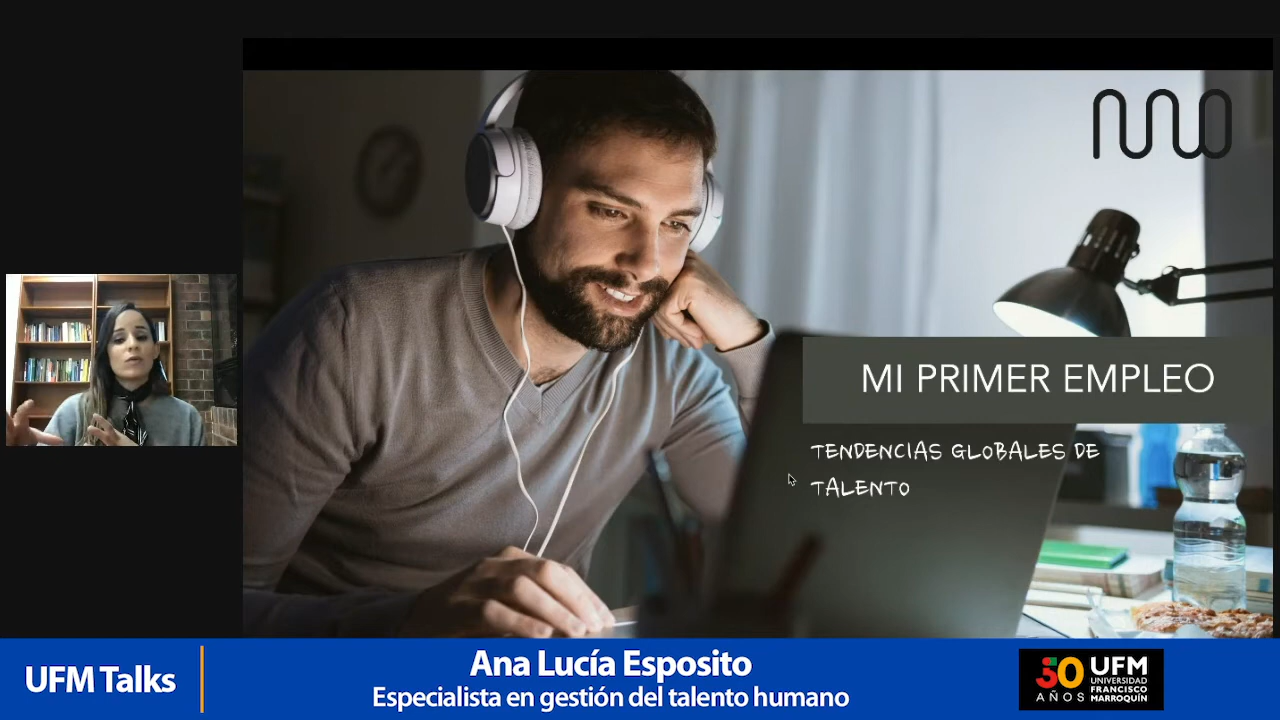 MI PRIMER EMPLEO
TENDENCIAS GLOBALES DE
TALENTO
UFM Talks
Ana Lucía Esposito
Especialista en gestión del talento humano
50
AÑOS
UFM
UNIVERSIDAD
FRANCISCO
MARROQUÍN